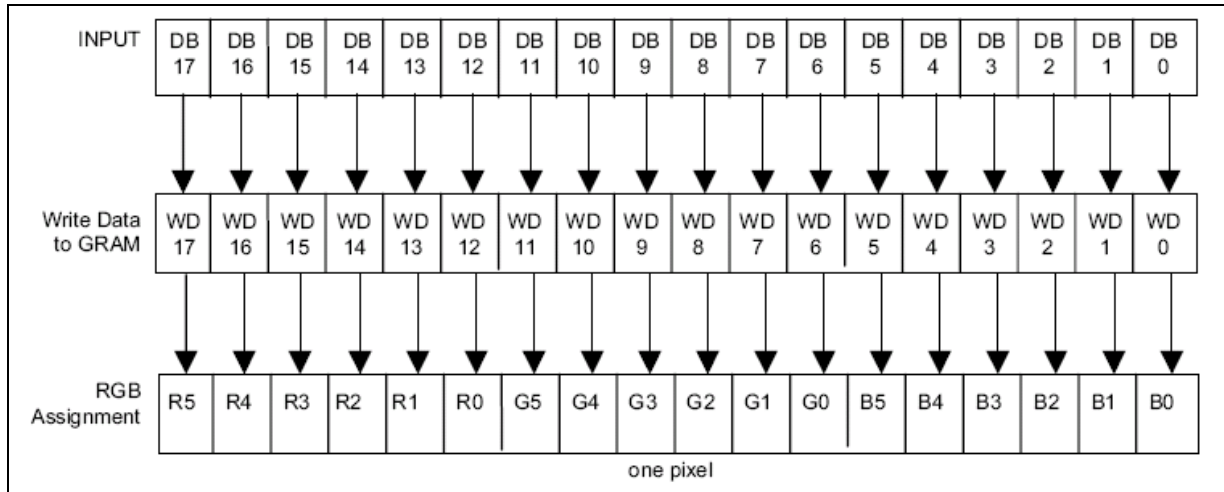 INPUT
DB DB DB DB DB DB DB DB DB DB DB DB DB DB DB DB DB DB
17 16 15 14 13 12 11 10 9 8 7 6 5 4 3 2 1 0
Write Data
to GRAM
WD WD WD WD WD WD WD WD WD WD WD WD WD WD WD WD WD WD
17 16 15 14 13 12 11 10 9 8 7 6 5 4 3 2 1 0
RGB
Assignment
R5 R4 R3 R2 R1 R0 G5 G4 G3 G2 G1 G0 B5 B4 B3 B2 B1 B0
one pixel